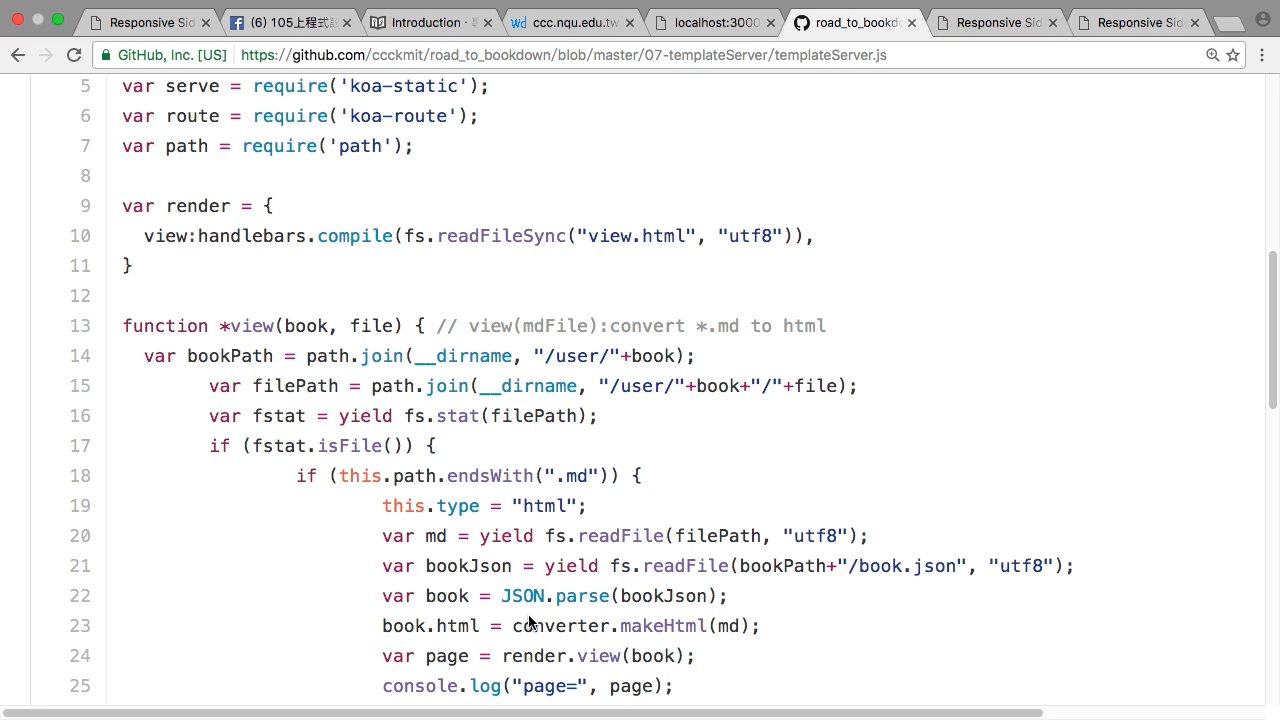 Responsive Sid
(6) 105上程式設
Introduction ·
ccc.nqu.edu.tw
localhost:3000
road_to_bookdo
Responsive Sid
Responsive Sid
GitHub, Inc. [US]
https://github.com/ccckmit/road_to_bookdown/blob/master/07-templateServer/templateServer.js
5 var serve = require('koa-static');
6 var route = require('koa-route');
7 var path = require('path');
8
9 var render = {
10 view:handlebars.compile(fs.readFileSync("view.html", "utf8")),
11 }
12
13 function *view(book, file) { // view(mdFile):convert *.md to html
14 var bookPath = path.join(__dirname, "/user/"+book);
15 var filePath = path.join(__dirname, "/user/"+book+"/"+file);
16 var fstat = yield fs.stat(filePath);
17 if (fstat.isFile()) {
18 if (this.path.endsWith(".md")) {
19 this.type = "html";
20 var md = yield fs.readFile(filePath, "utf8");
21 var bookJson = yield fs.readFile(bookPath+"/book.json", "utf8");
22 var book = JSON.parse(bookJson);
23 book.html = converter.makeHtml(md);
24 var page = render.view(book);
25 console.log("page=", page);